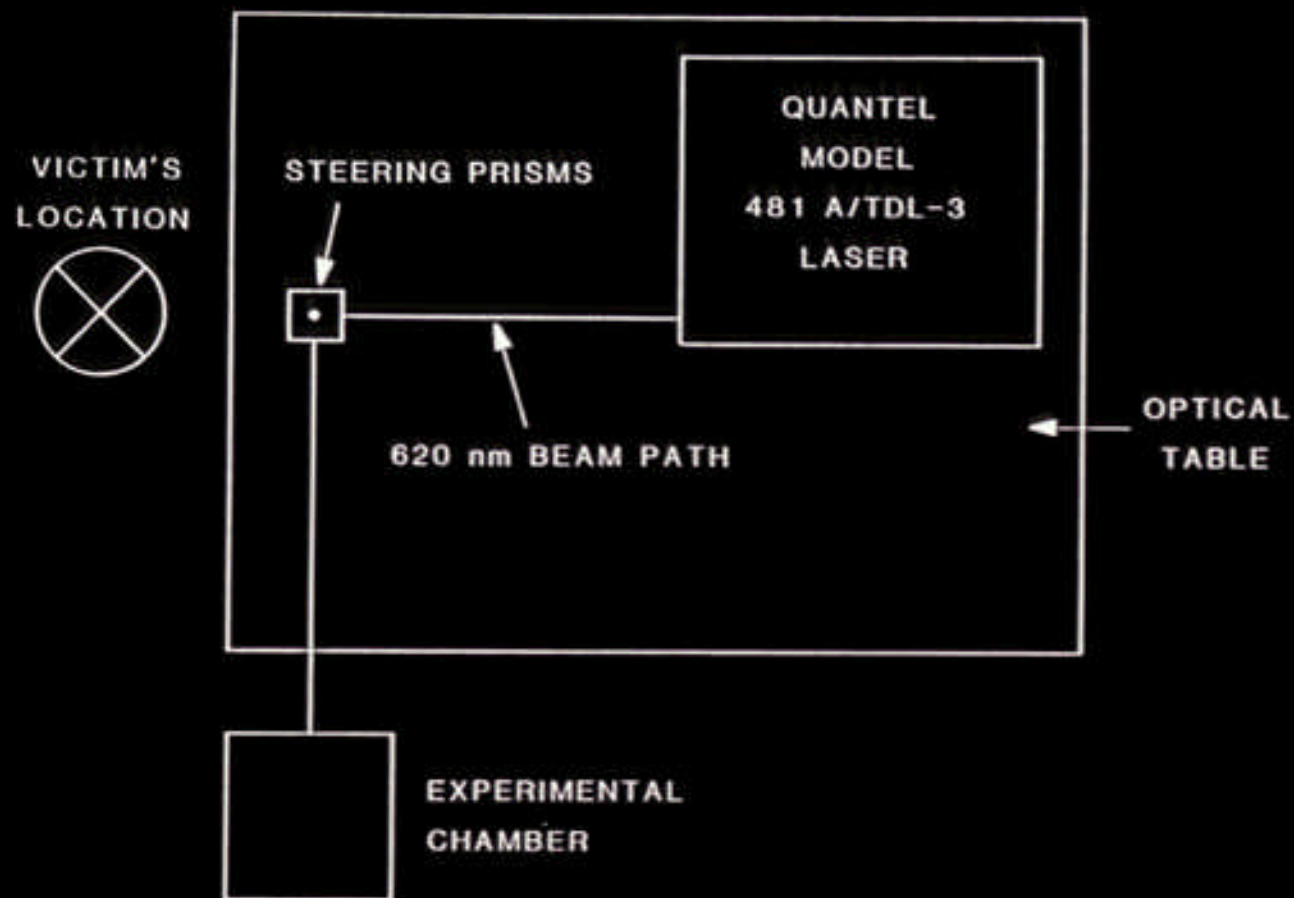 QUANTEL
MODEL
481 A/TDL-3
LASER
VICTIM'S
LOCATION
STEERING PRISMS
620 nm BEAM PATH
OPTICAL
TABLE
EXPERIMENTAL
CHAMBER